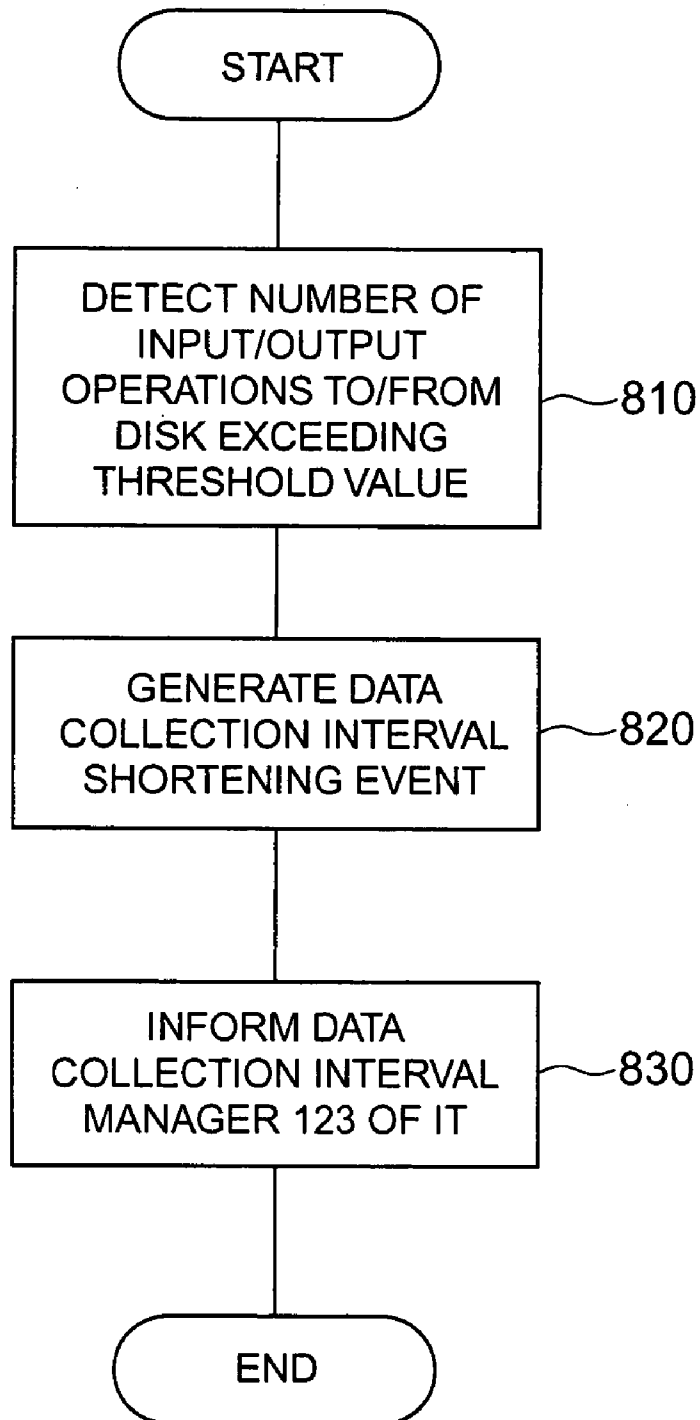 START
DETECT NUMBER OF
INPUT/OUTPUT
OPERATIONS TO/FROM
DISK EXCEEDING
THRESHOLD VALUE
810
GENERATE DATA
COLLECTION INTERVAL
SHORTENING EVENT
820
INFORM DATA
COLLECTION INTERVAL
MANAGER 123 OF IT
830
END